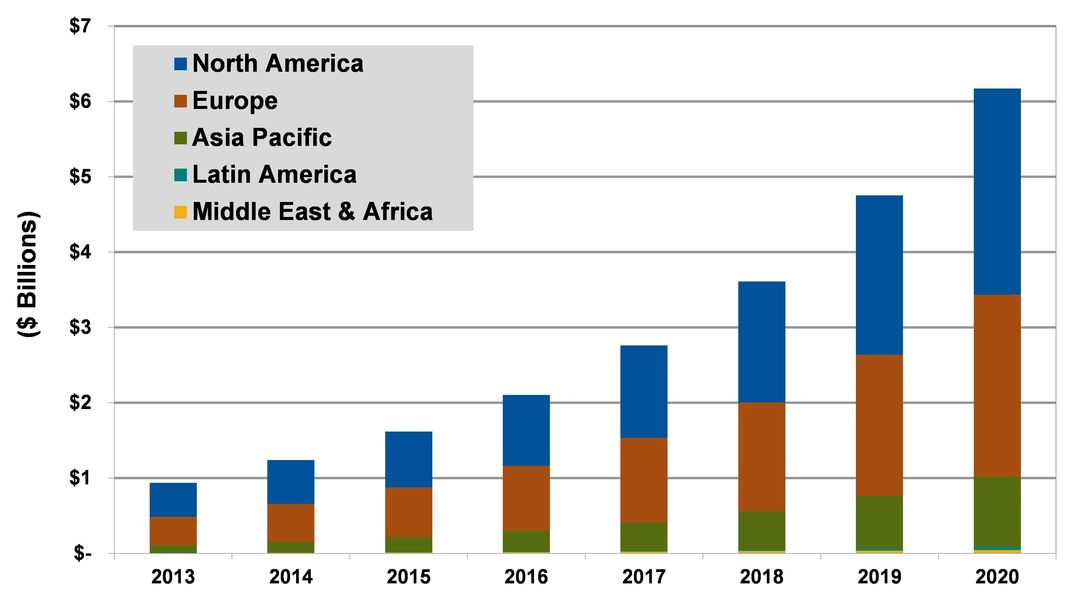 $7
$6
$5
$4
$3
$2
$1
$-
($ Billions)
North America
Europe
Asia Pacific
Latin America
Middle East & Africa
2013 2014 2015 2016 2017 2018 2019 2020